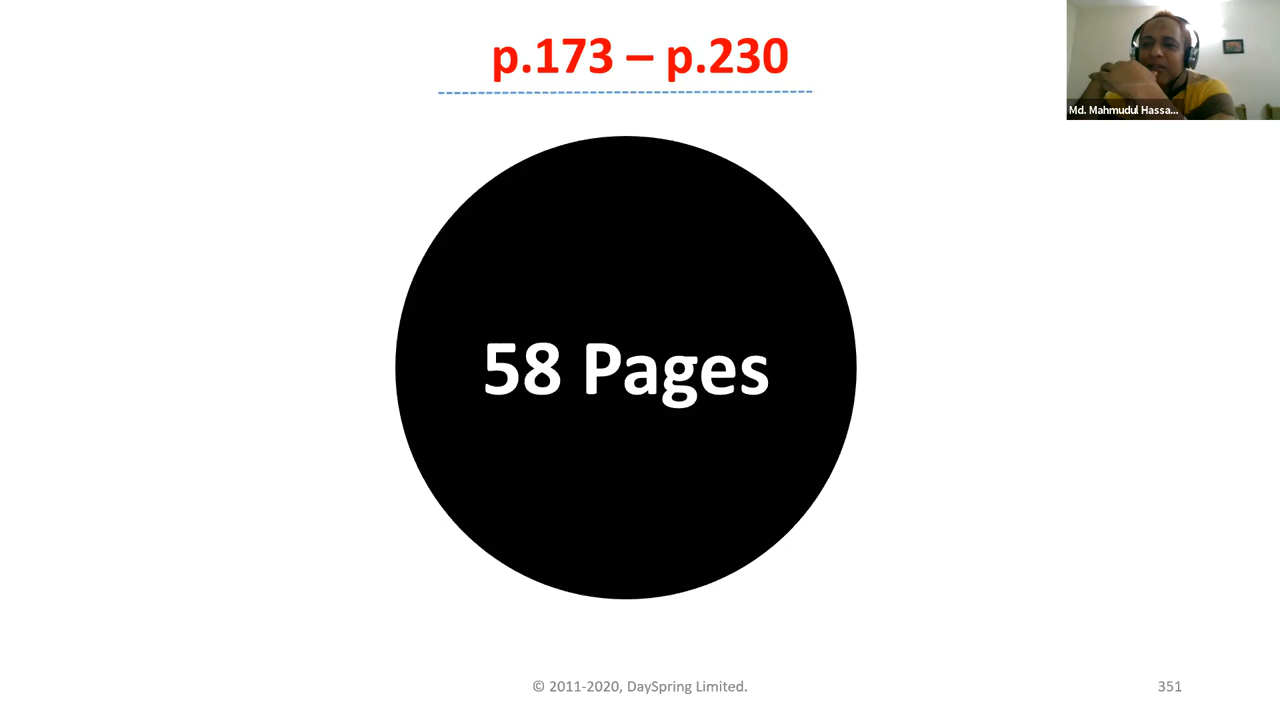 p.173 – p.230
Md. Mahmudul Hassa...
58 Pages
© 2011-2020, DaySpring Limited.
351